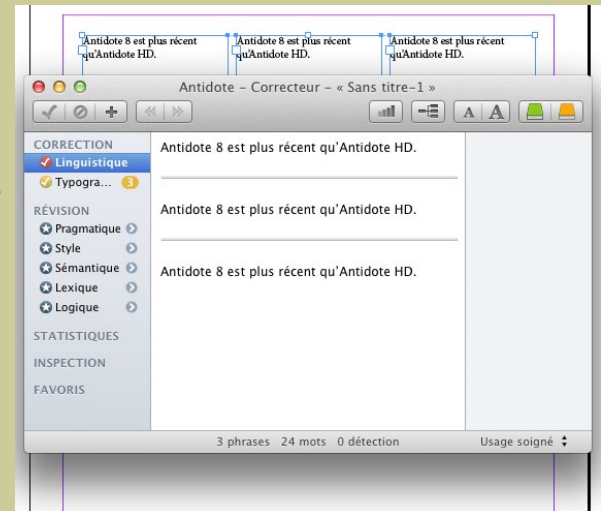 Antidote 8 est plus récent
qu'Antidote HD.
Antidote 8 est plus récent
qu'Antidote HD.
Antidote 8 est plus récent
qu'Antidote HD.
Antidote – Correcteur – « Sans titre-1 »
A A
CORRECTION
Linguistique
Typogra... 3
RÉVISION
Pragmatique
Style
Sémantique
Lexique
Logique
STATISTIQUES
INSPECTION
FAVORIS
Antidote 8 est plus récent qu'Antidote HD.
Antidote 8 est plus récent qu'Antidote HD.
Antidote 8 est plus récent qu'Antidote HD.
3 phrases 24 mots 0 détection
Usage soigné